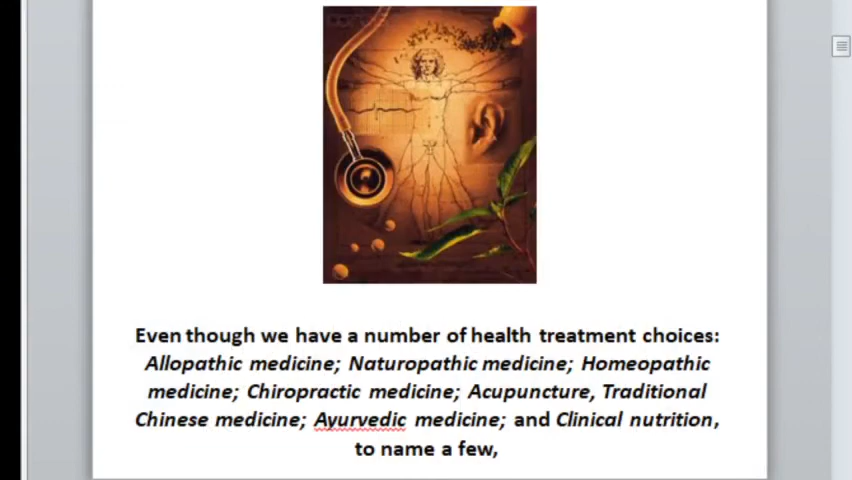 Even though we have a number of health treatment choices:
Allopathic medicine; Naturopathic medicine; Homeopathic
medicine; Chiropractic medicine; Acupuncture, Traditional
Chinese medicine; Ayurvedic medicine; and Clinical nutrition,
to name a few,